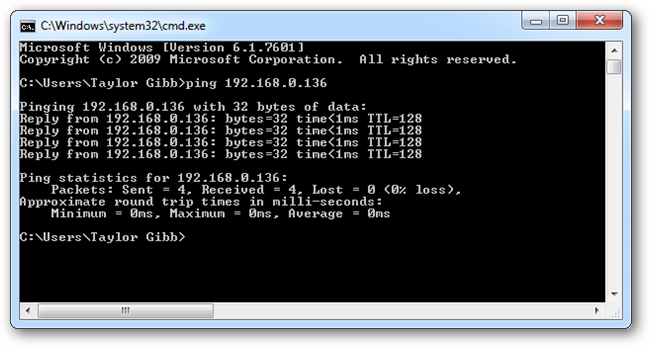 C:\Windows\system32\cmd.exe
Microsoft Windows [Version 6.1.7601]
Copyright (c) 2009 Microsoft Corporation.  All rights reserved.
C:\Users\Taylor Gibb>ping 192.168.0.136
Pinging 192.168.0.136 with 32 bytes of data:
Reply from 192.168.0.136: bytes=32 time<1ms TTL=128
Reply from 192.168.0.136: bytes=32 time<1ms TTL=128
Reply from 192.168.0.136: bytes=32 time<1ms TTL=128
Reply from 192.168.0.136: bytes=32 time<1ms TTL=128
Ping statistics for 192.168.0.136:
    Packets: Sent = 4, Received = 4, Lost = 0 (0% loss),
Approximate round trip times in milli-seconds:
    Minimum = 0ms, Maximum = 0ms, Average = 0ms
C:\Users\Taylor Gibb>